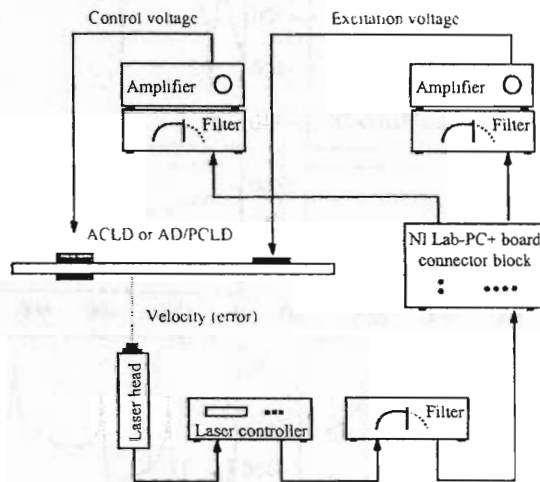 Control voltage
Excitation voltage
Amplifier
Filter
Amplifier
Filter
ACLD or AD/PCLD
NI Lab-PC+ board
connector block
Velocity (error)
Laser head
Laser controller
Filter